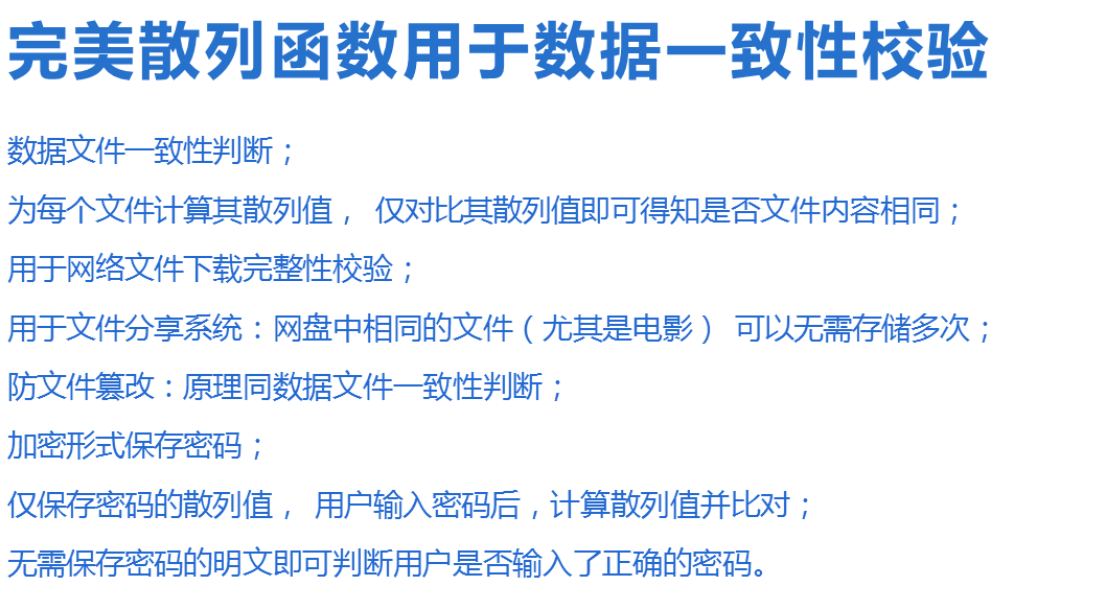 完美散列函数用于数据一致性校验
数据文件一致性判断；
为每个文件计算其散列值， 仅对比其散列值即可得知是否文件内容相同；
用于网络文件下载完整性校验；
用于文件分享系统：网盘中相同的文件（尤其是电影） 可以无需存储多次；
防文件篡改：原理同数据文件一致性判断；
加密形式保存密码；
仅保存密码的散列值， 用户输入密码后，计算散列值并比对；
无需保存密码的明文即可判断用户是否输入了正确的密码。